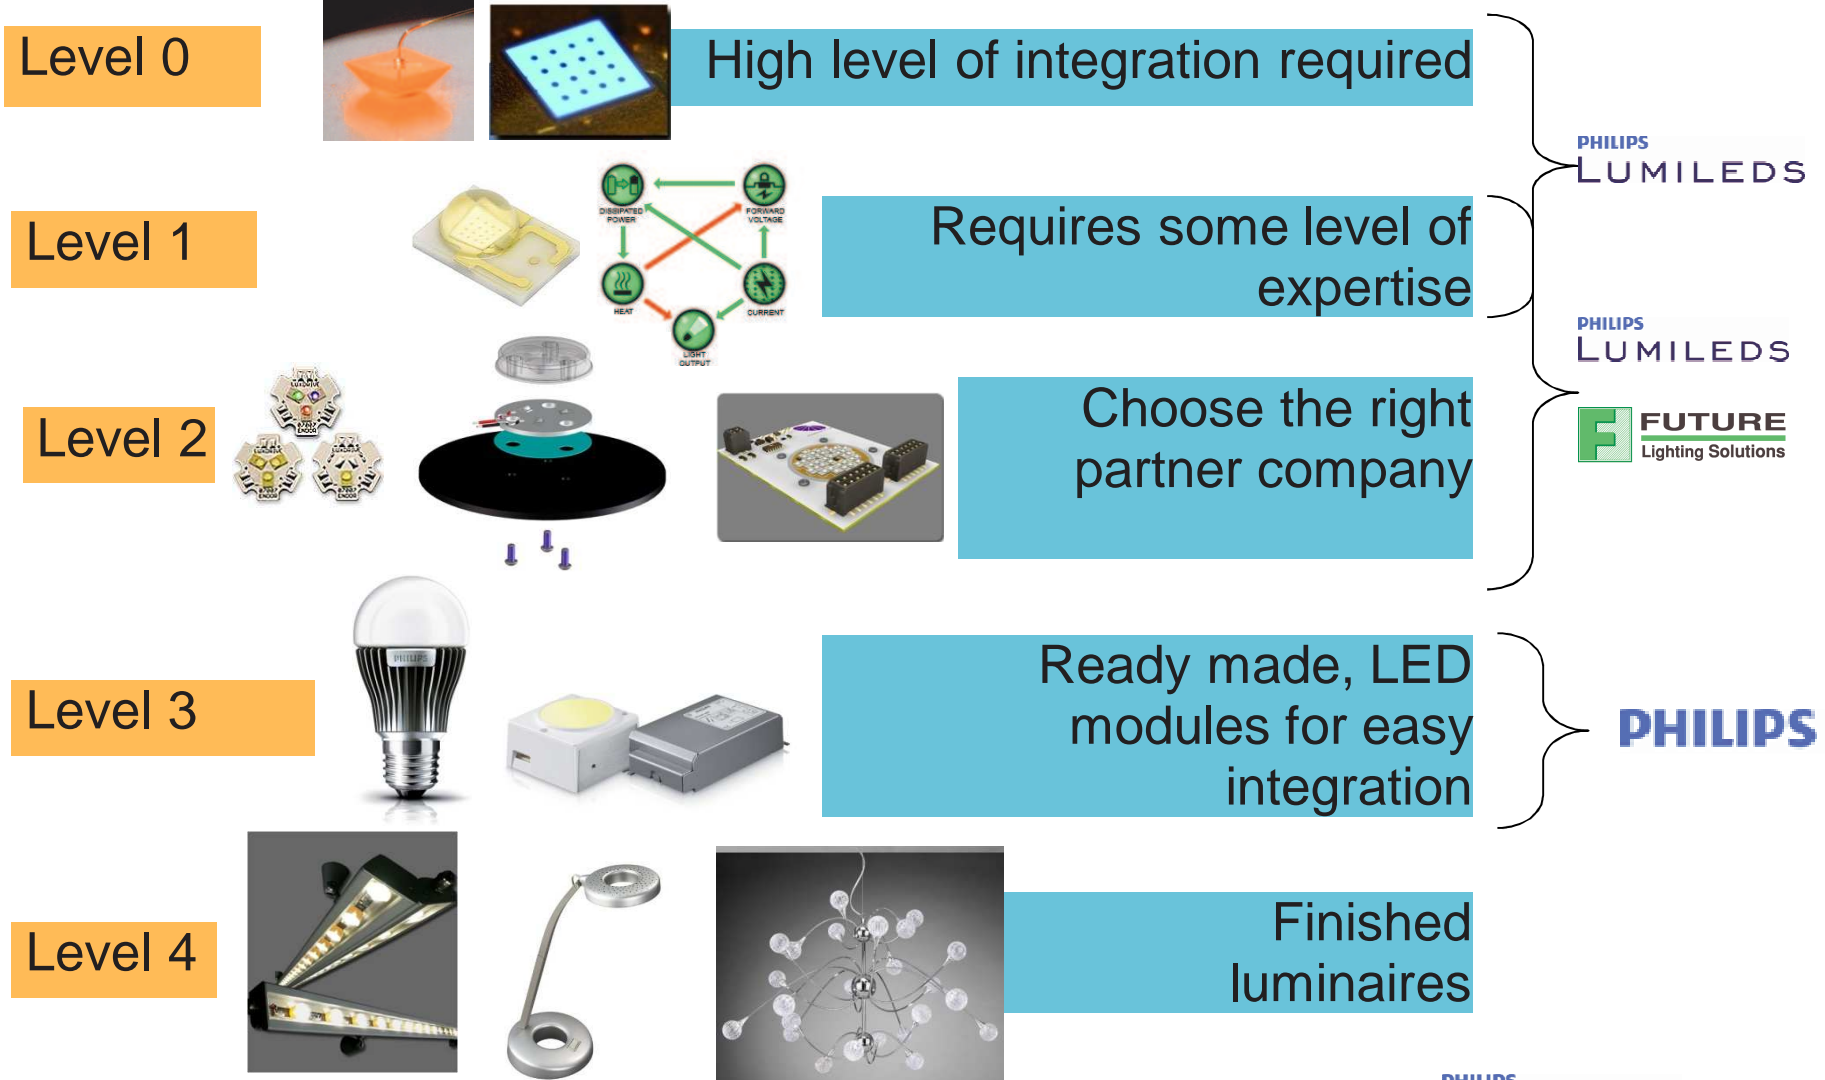 Level 0
High level of integration required
PHILIPS
LUMILEDS
DISSIPATED
POWER
FORWARD
VOLTAGE
Level 1
Requires some level of
expertise
HEAT
CURRENT
LIGHT
OUTPUT
PHILIPS
LUMILEDS
Level 2
Choose the right
partner company
FUTURE
Lighting Solutions
PHILIPS
Level 3
Ready made, LED
modules for easy
integration
PHILIPS
Level 4
Finished
luminaires
PHILIPS